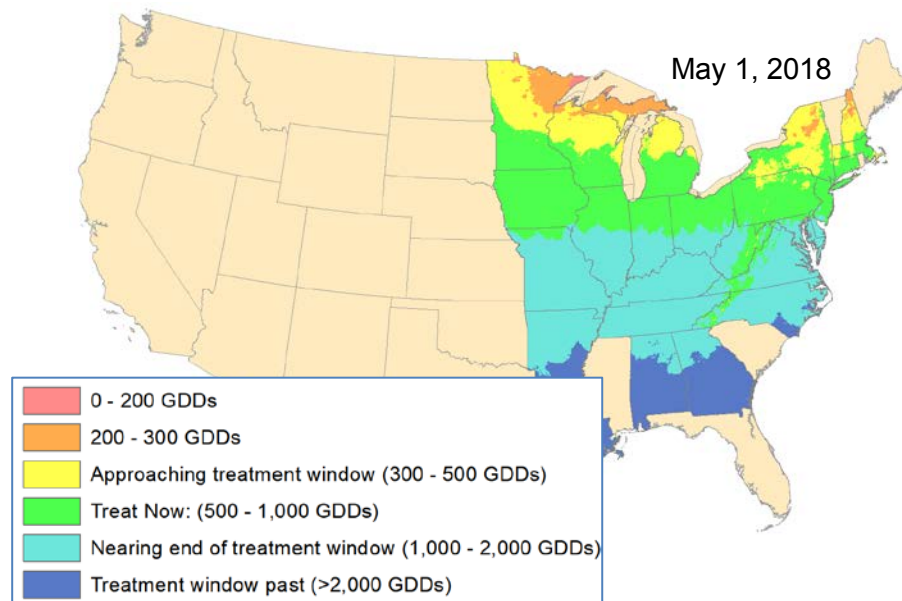 May 1, 2018
0 - 200 GDDs
200 - 300 GDDs
Approaching treatment window (300 - 500 GDDs)
Treat Now: (500 - 1,000 GDDs)
Nearing end of treatment window (1,000 - 2,000 GDDs)
Treatment window past (>2,000 GDDs)